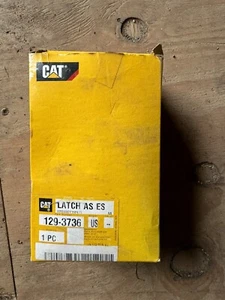 CAT
CAT
LATCH AS ES
129-3736
US
1 PC